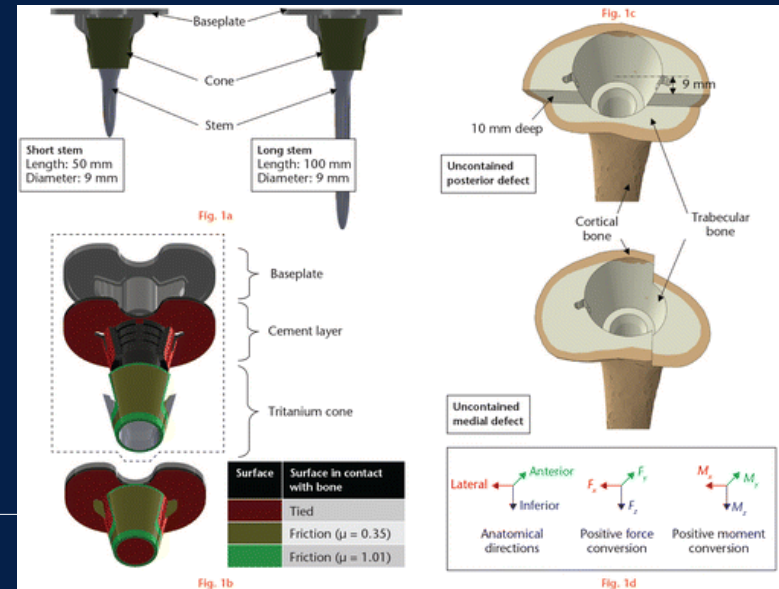 Baseplate
Cone
Stem
Short stem
Length: 50 mm
Diameter: 9 mm
Long stem
Length: 100 mm
Diameter: 9 mm
Fig. 1a
Baseplate
Cement layer
Tritanium cone
Surface
Surface in contact
with bone
Tied
Friction (μ = 0.35)
Friction (μ = 1.01)
Fig. 1b
Fig. 1c
9 mm
10 mm deep
Uncontained
posterior defect
Cortical
bone
Trabecular
bone
Uncontained
medial defect
Lateral
Anterior
Inferior
Anatomical
directions
Fx
Fy
Fz
Positive force
conversion
Mx
My
Mz
Positive moment
conversion
Fig. 1d